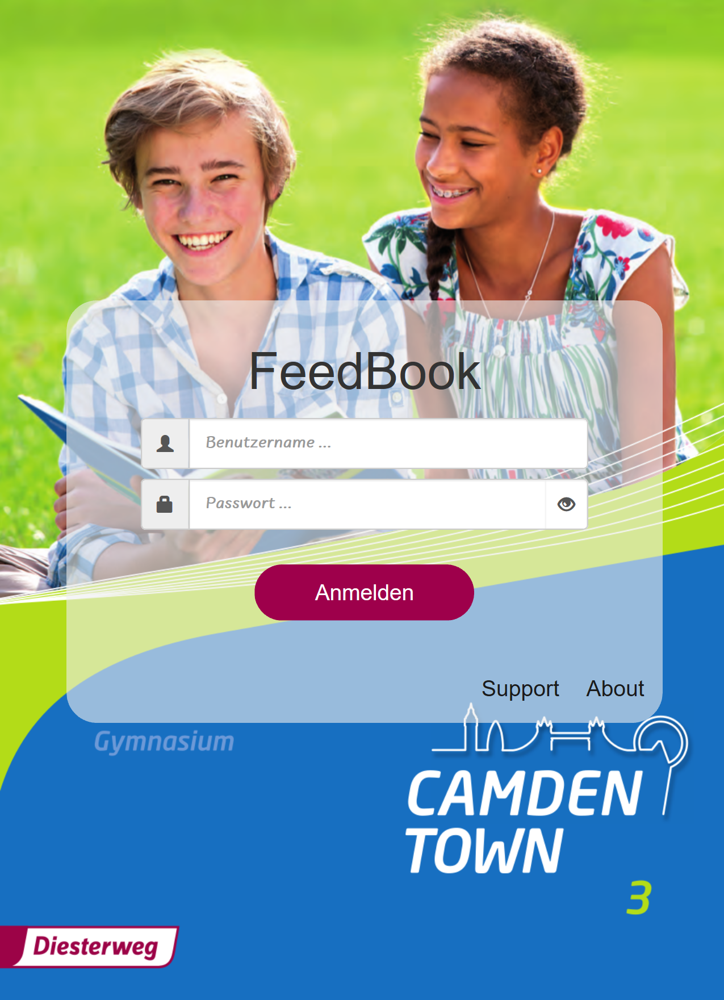 FeedBook
Benutzername ...
Passwort ...
Anmelden
Support About
Gymnasium
CAMDEN
TOWN
3
Diesterweg